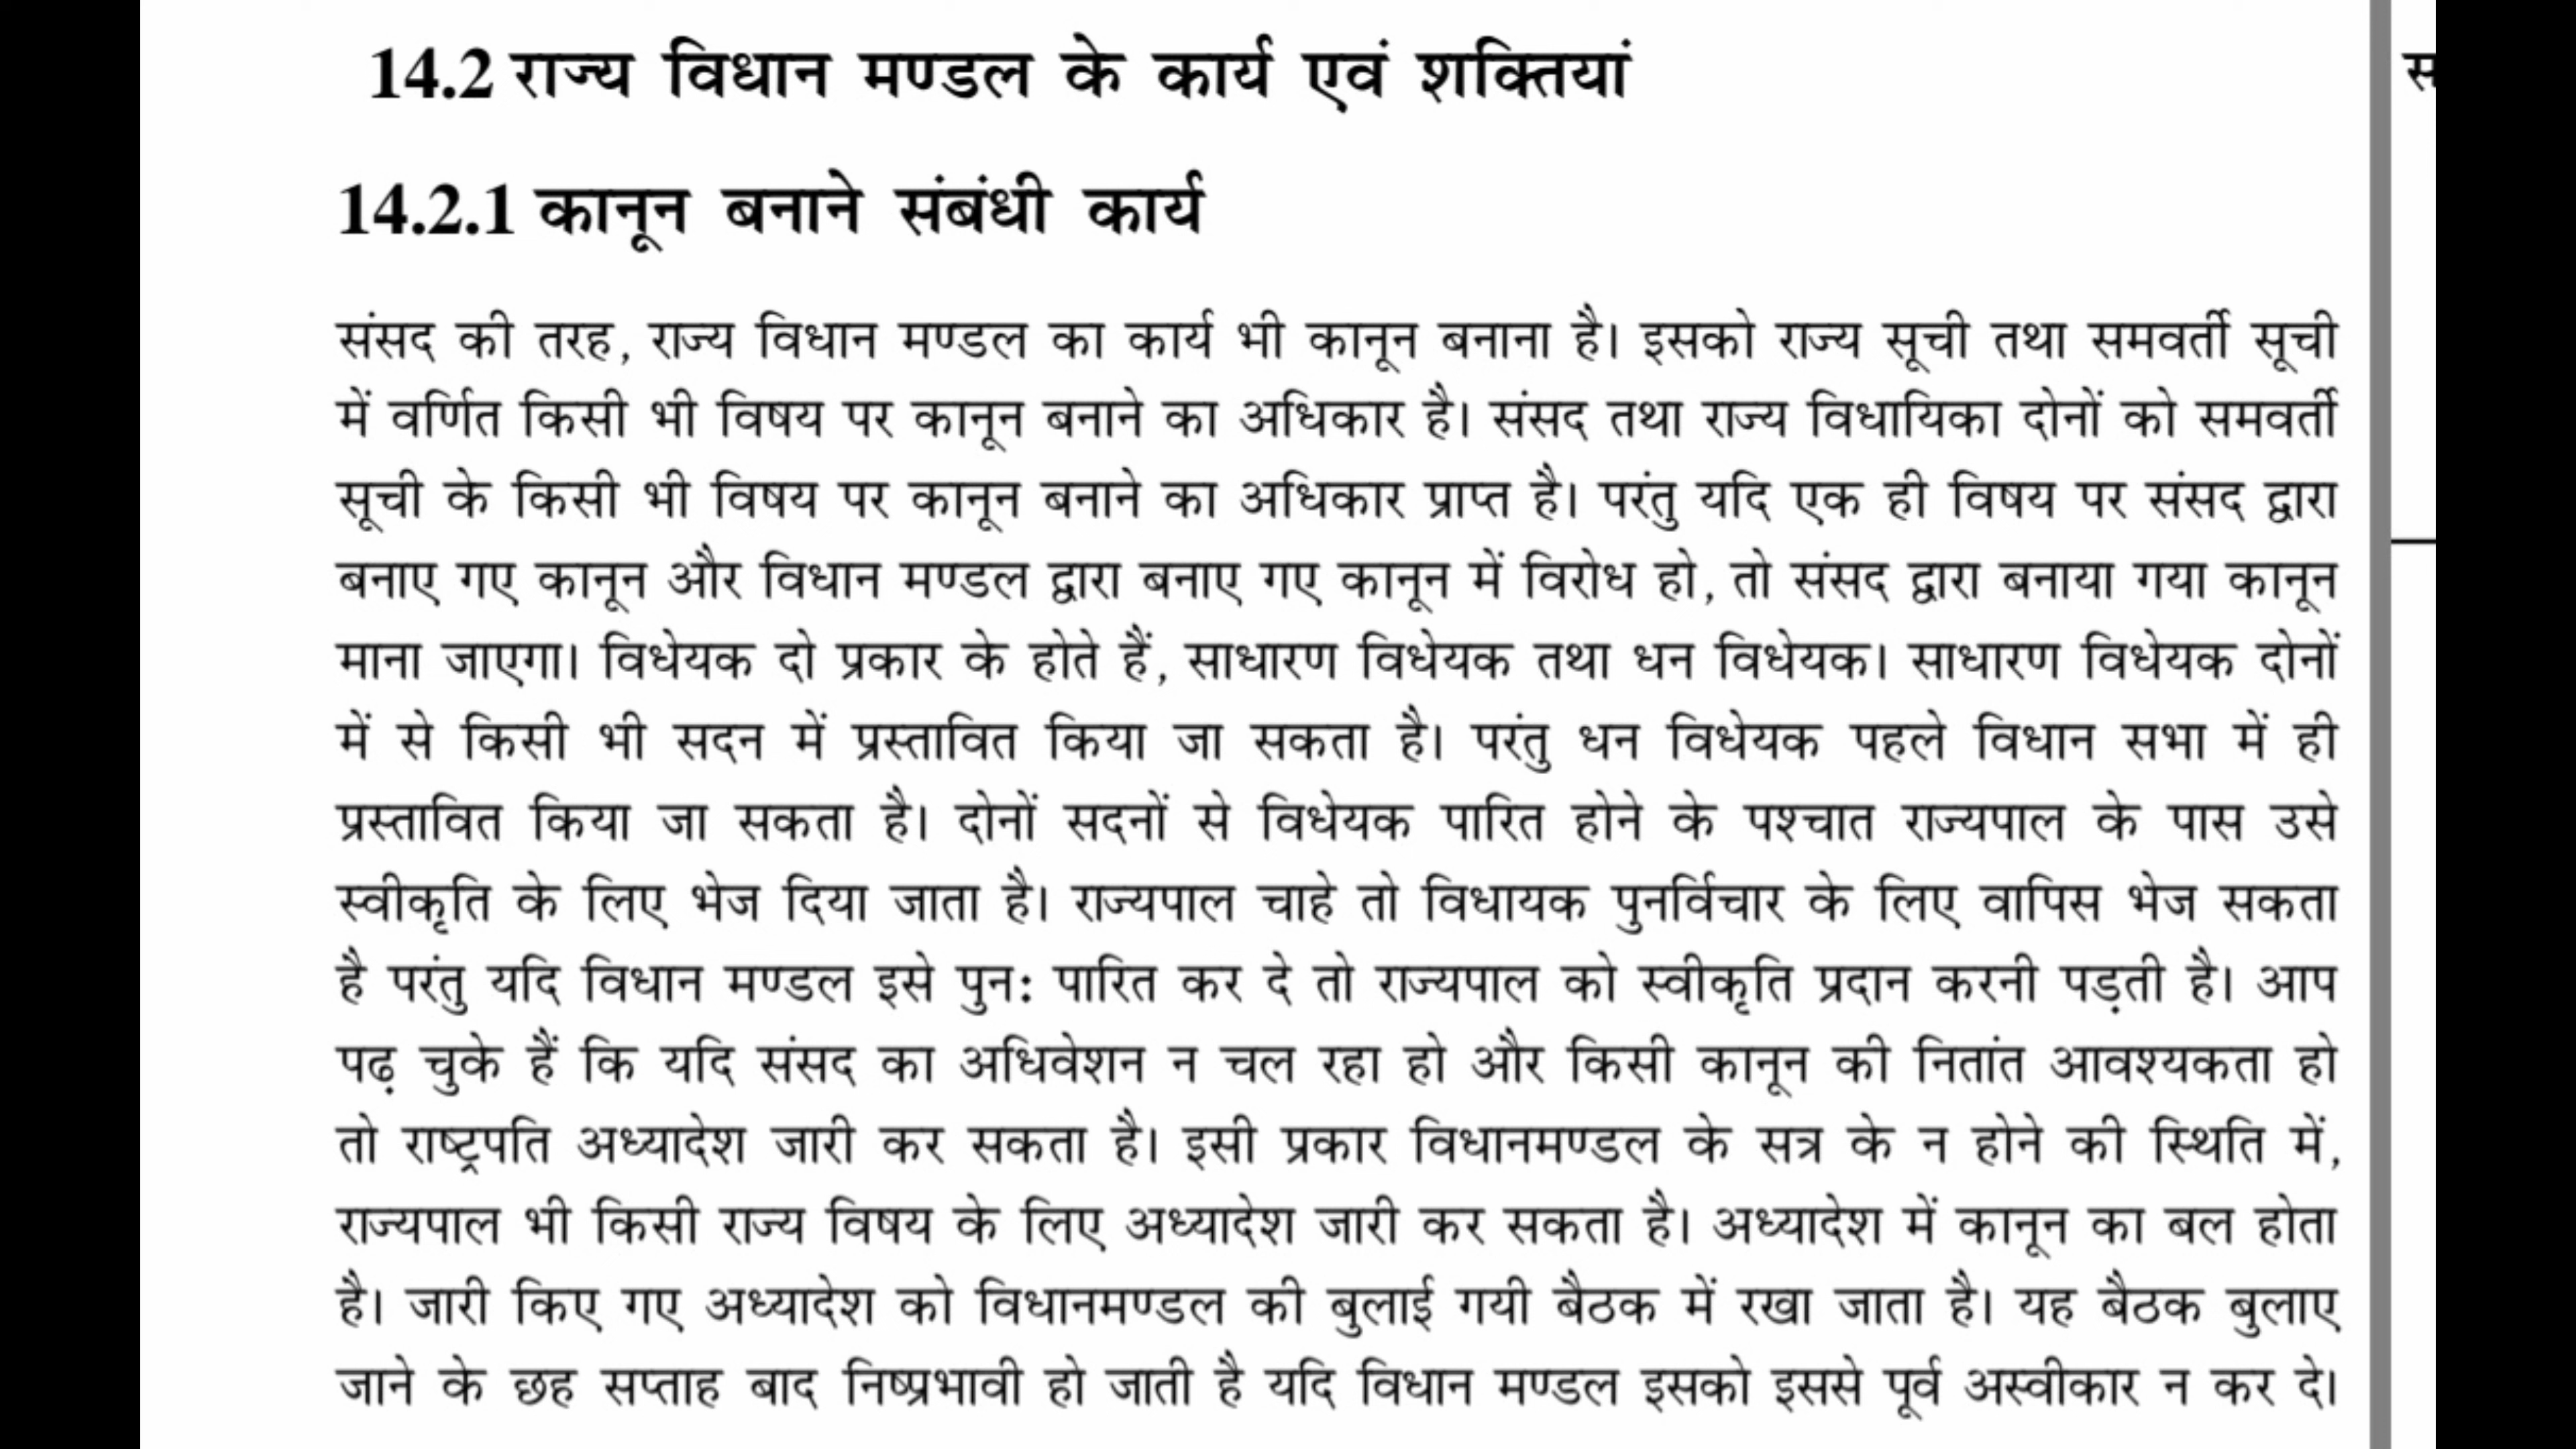 14.2 राज्य विधान मण्डल के कार्य एवं शक्तियां
14.2.1 कानून बनाने संबंधी कार्य
संसद की तरह, राज्य विधान मण्डल का कार्य भी कानून बनाना है। इसको राज्य सूची तथा समवर्ती सूची
में वर्णित किसी भी विषय पर कानून बनाने का अधिकार है। संसद तथा राज्य विधायिका दोनों को समवर्ती
सूची के किसी भी विषय पर कानून बनाने का अधिकार प्राप्त है। परंतु यदि एक ही विषय पर संसद द्वारा
बनाए गए कानून और विधान मण्डल द्वारा बनाए गए कानून में विरोध हो, तो संसद द्वारा बनाया गया कानून
माना जाएगा। विधेयक दो प्रकार के होते हैं, साधारण विधेयक तथा धन विधेयक। साधारण विधेयक दोनों
में से किसी भी सदन में प्रस्तावित किया जा सकता है। परंतु धन विधेयक पहले विधान सभा में ही
प्रस्तावित किया जा सकता है। दोनों सदनों से विधेयक पारित होने के पश्चात राज्यपाल के पास उसे
स्वीकृति के लिए भेज दिया जाता है। राज्यपाल चाहे तो विधायक पुनर्विचार के लिए वापिस भेज सकता
है परंतु यदि विधान मण्डल इसे पुनः पारित कर दे तो राज्यपाल को स्वीकृति प्रदान करनी पड़ती है। आप
पढ़ चुके हैं कि यदि संसद का अधिवेशन न चल रहा हो और किसी कानून की नितांत आवश्यकता हो
तो राष्ट्रपति अध्यादेश जारी कर सकता है। इसी प्रकार विधानमण्डल के सत्र के न होने की स्थिति में,
राज्यपाल भी किसी राज्य विषय के लिए अध्यादेश जारी कर सकता है। अध्यादेश में कानून का बल होता
है। जारी किए गए अध्यादेश को विधानमण्डल की बुलाई गयी बैठक में रखा जाता है। यह बैठक बुलाए
जाने के छह सप्ताह बाद निष्प्रभावी हो जाती है यदि विधान मण्डल इसको इससे पूर्व अस्वीकार न कर दे।